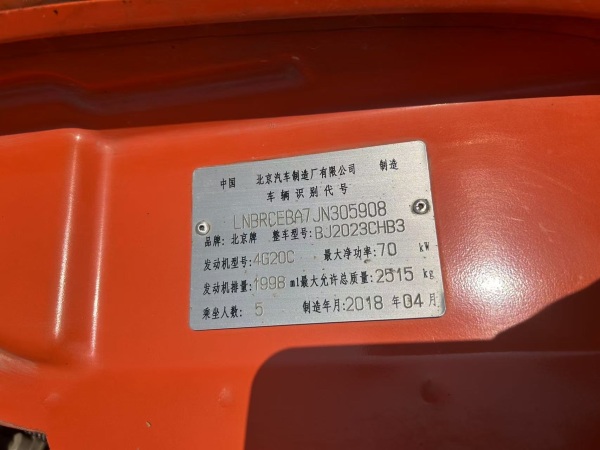 中国 北京汽车制造厂有限公司 制造
车辆识别代号
LNBRCEBA7JN305908
品牌: 北京牌 整车型号: BJ2023CHB3
发动机型号: 4G20C 最大净功率: 70 kW
发动机排量: 1998 ml最大允许总质量: 2515 kg
乘坐人数: 5 制造年月: 2018 年 04 月